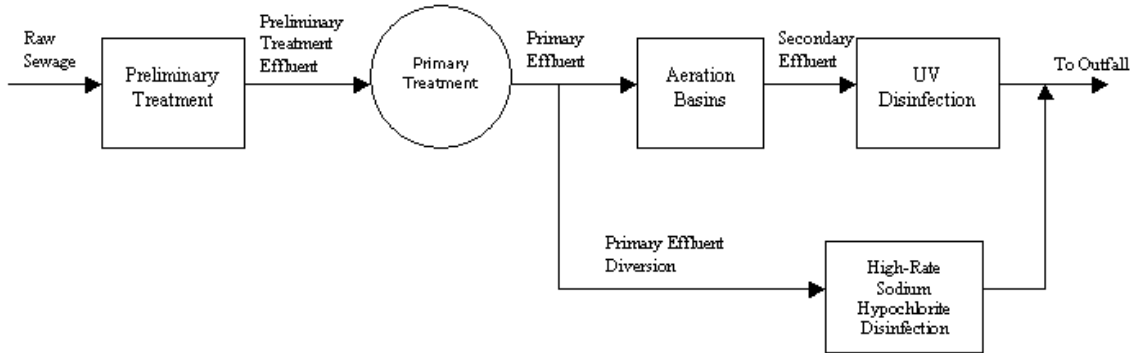 Raw
Sewage
Preliminary
Treatment
Preliminary
Treatment
Effluent
Primary
Treatment
Primary
Effluent
Aeration
Basins
Secondary
Effluent
UV
Disinfection
To Outfall
Primary Effluent
Diversion
High-Rate
Sodium
Hypochlorite
Disinfection